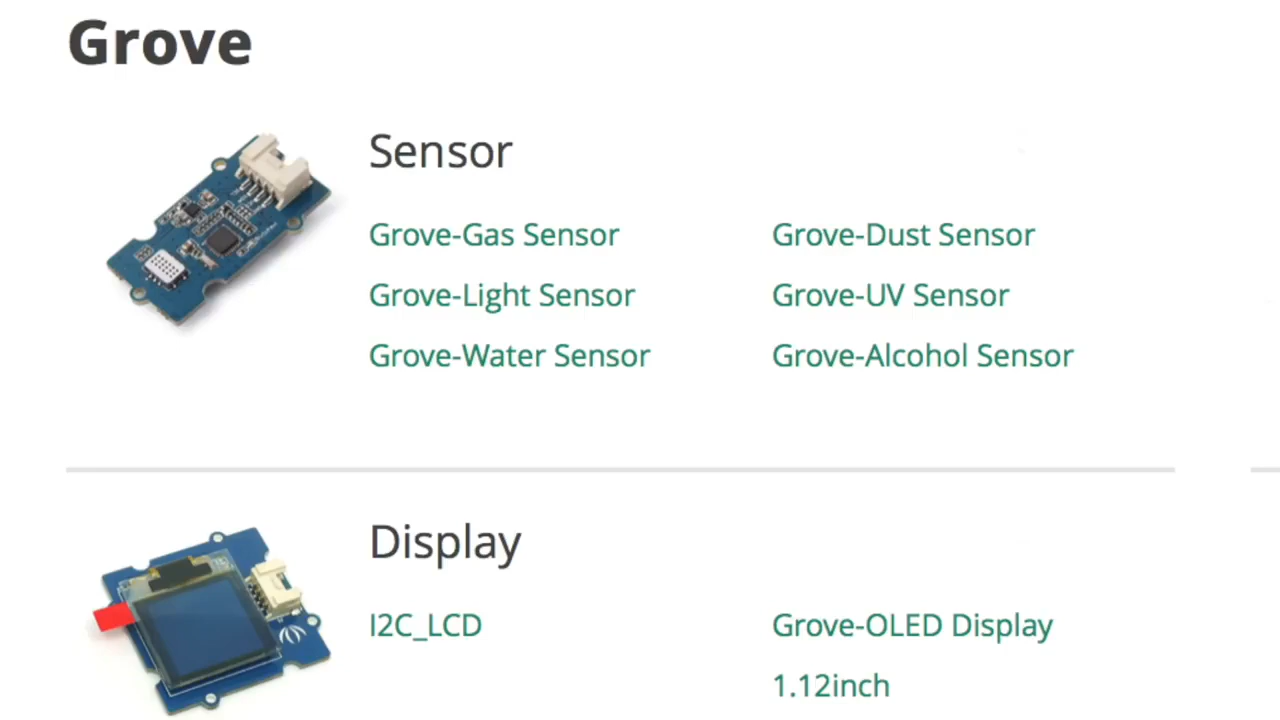 Grove
Sensor
Grove-Gas Sensor
Grove-Dust Sensor
Grove-Light Sensor
Grove-UV Sensor
Grove-Water Sensor
Grove-Alcohol Sensor
Display
I2C_LCD
Grove-OLED Display
1.12inch